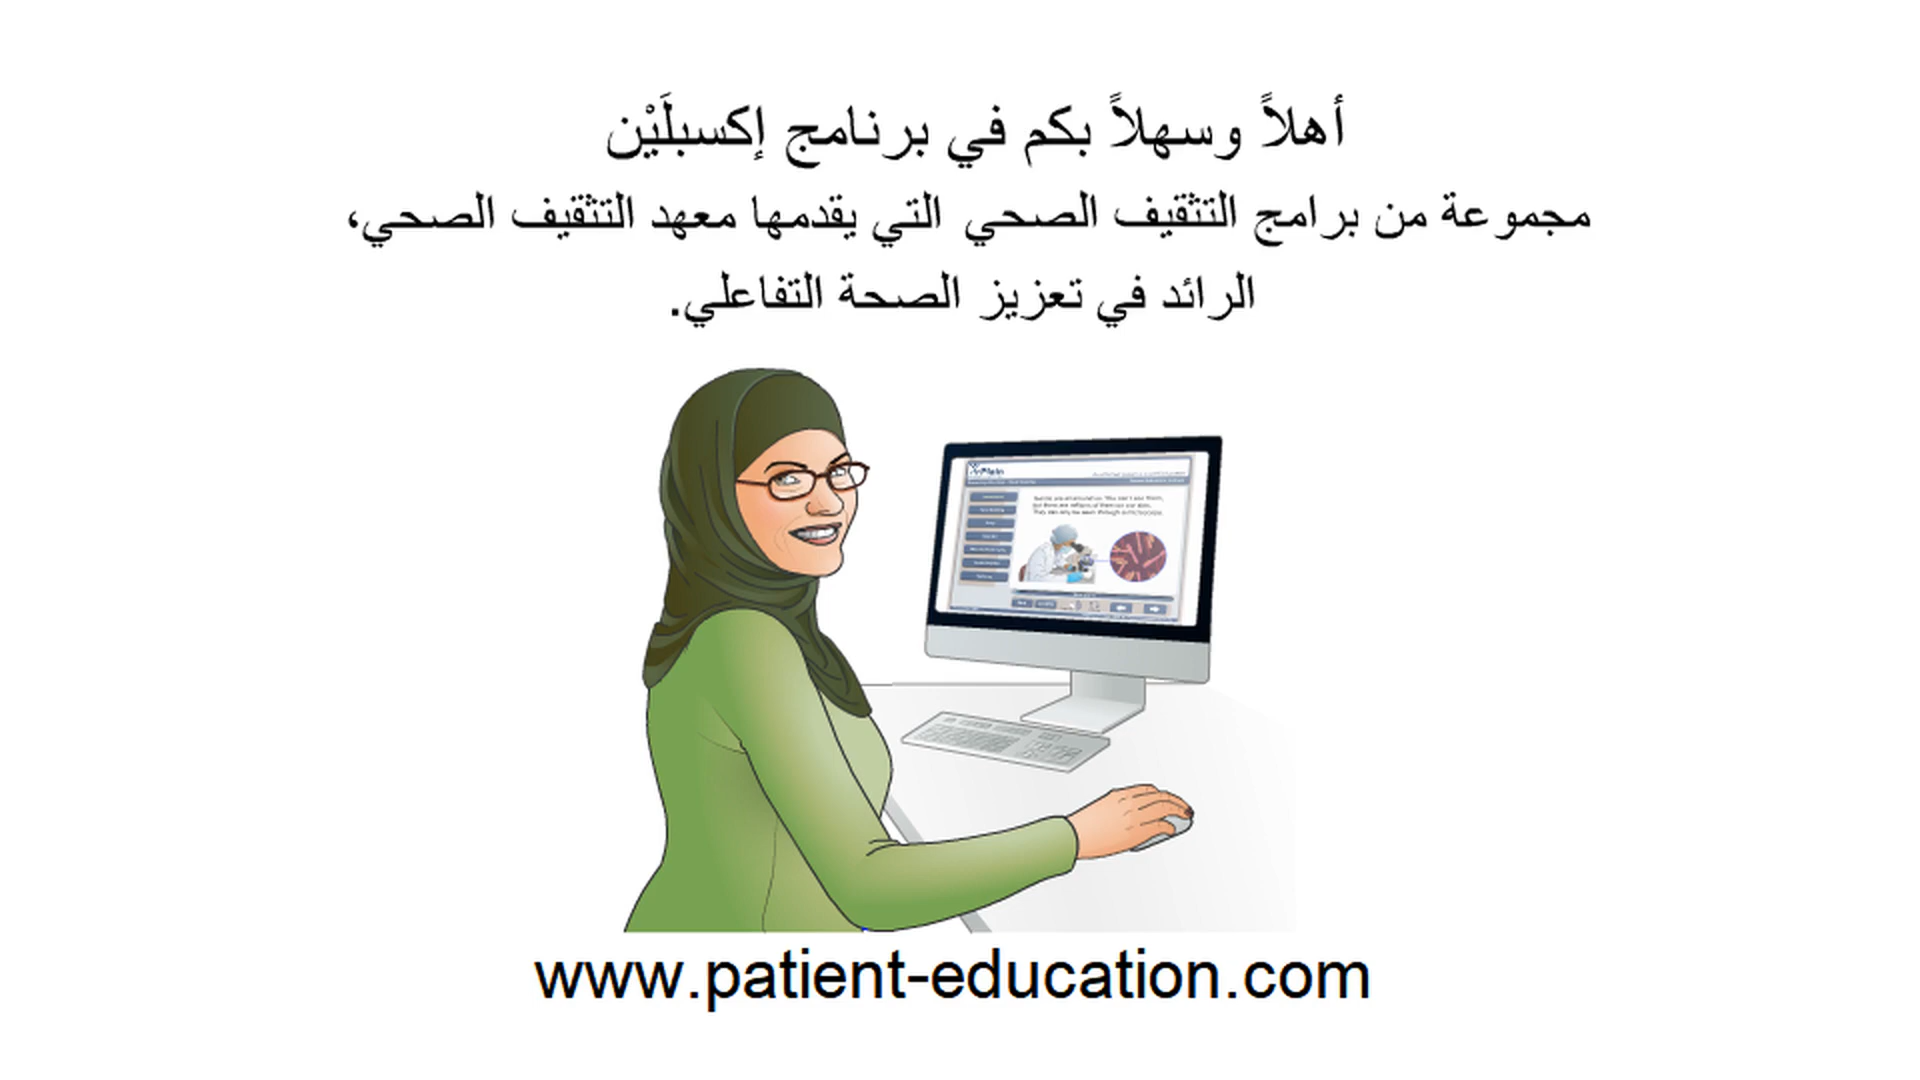 أهلاً وسهلاً بكم في برنامج إكسبلَيْن
مجموعة من برامج التثقيف الصحي التي يقدمها معهد التثقيف الصحي،
الرائد في تعزيز الصحة التفاعلي.
www.patient-education.com